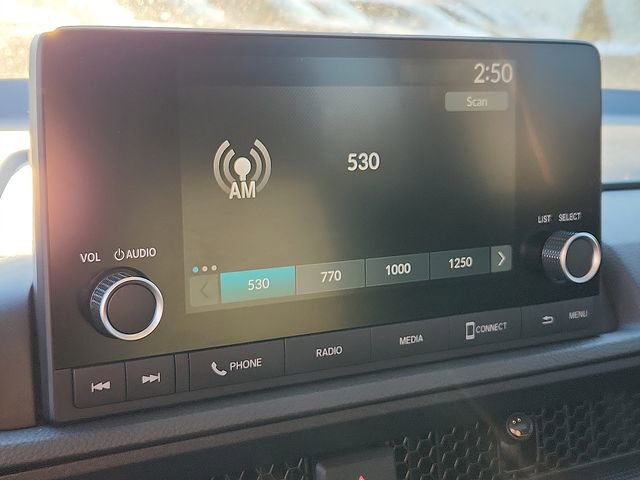 2:50
Scan
530
AM
LIST SELECT
VOL AUDIO
530 770 1000 1250
PHONE RADIO MEDIA CONNECT MENU